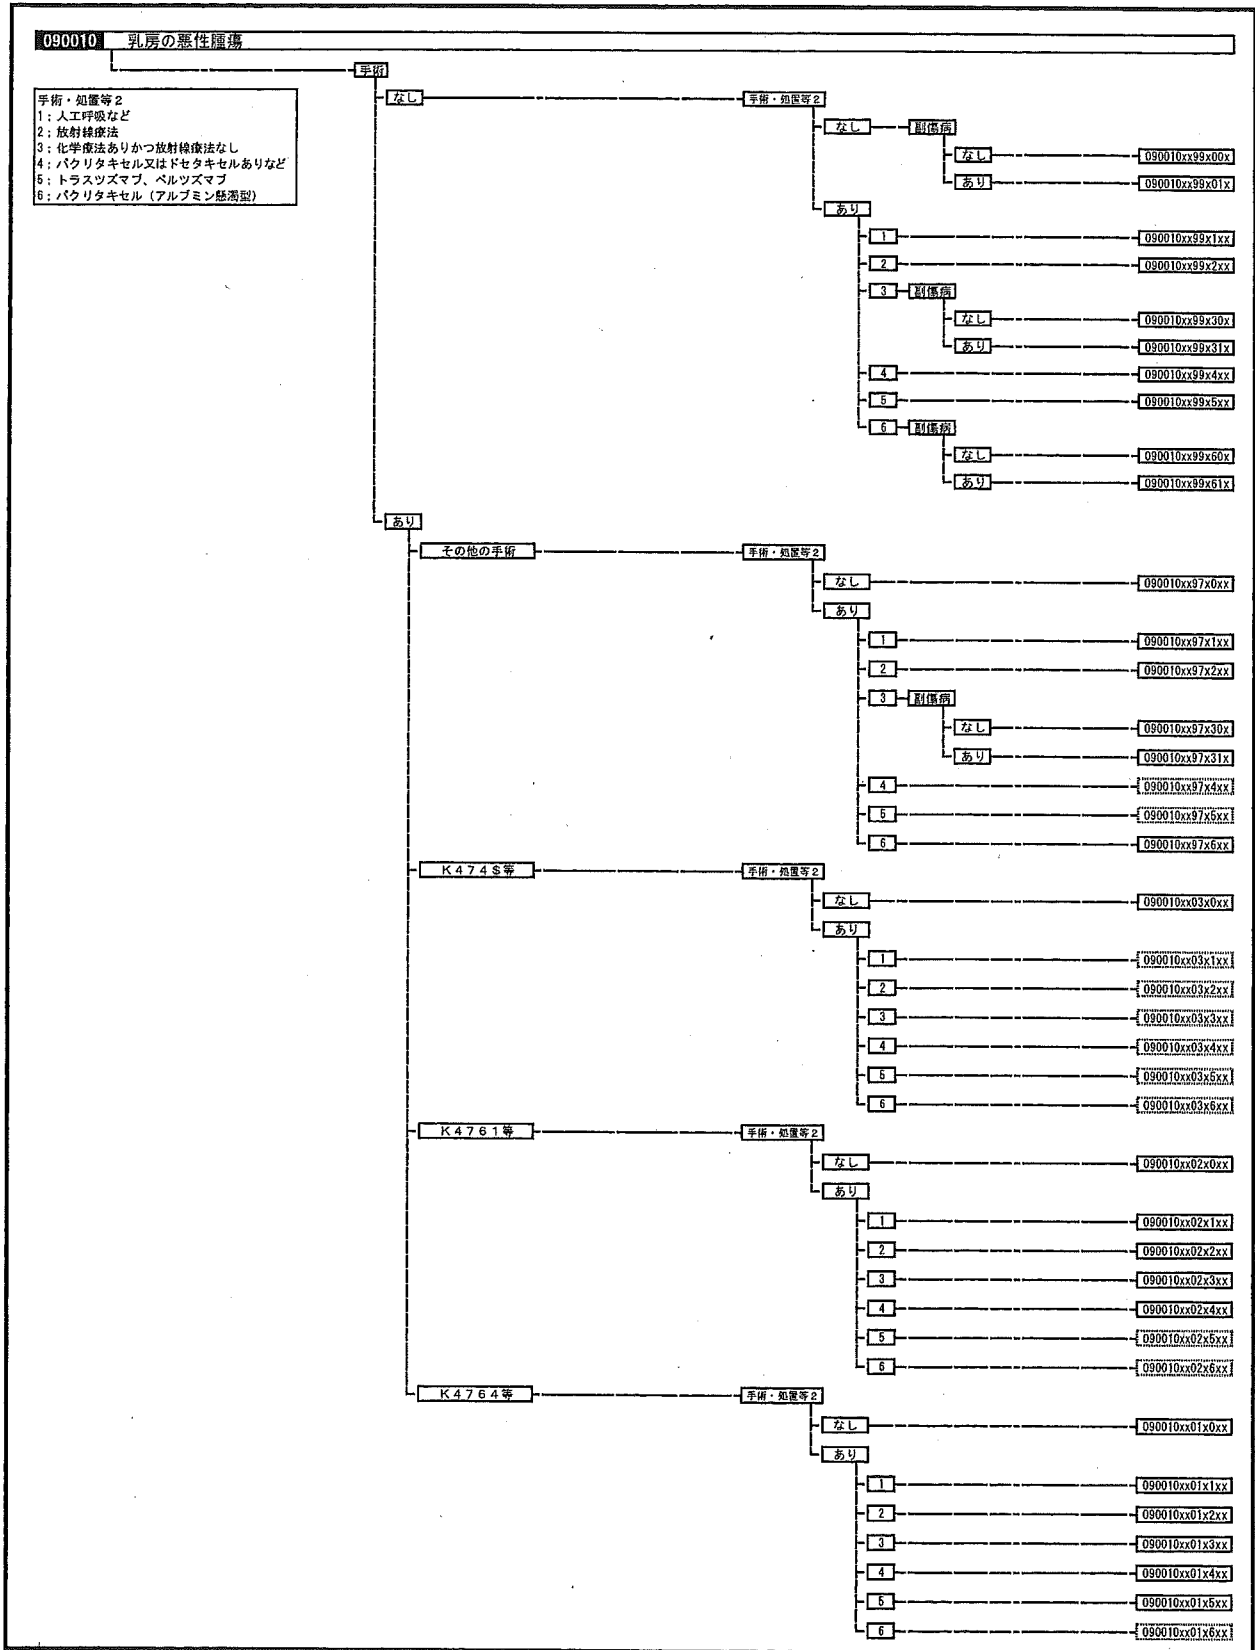 090010 乳房の悪性腫瘍
手術
手術・処置等2
1；人工呼吸など
2；放射線療法
3；化学療法ありかつ放射線療法なし
4；パクリタキセル又はドセタキセルありなど
5；トラスツズマブ、ペルツズマブ
6；パクリタキセル（アルブミン懸濁型）
なし 手術・処置等2
なし 副傷病
なし 090010xx99x00x
あり 090010xx99x01x
あり
1 090010xx99x1xx
2 090010xx99x2xx
3 副傷病
なし 090010xx99x30x
あり 090010xx99x31x
4 090010xx99x4xx
5 090010xx99x5xx
6 副傷病
なし 090010xx99x60x
あり 090010xx99x61x
あり
その他の手術 手術・処置等2
なし 090010xx97x0xx
あり
1 090010xx97x1xx
2 090010xx97x2xx
3 副傷病
なし 090010xx97x30x
あり 090010xx97x31x
4 090010xx97x4xx
5 090010xx97x5xx
6 090010xx97x6xx
K474$等 手術・処置等2
なし 090010xx03x0xx
あり
1 090010xx03x1xx
2 090010xx03x2xx
3 090010xx03x3xx
4 090010xx03x4xx
5 090010xx03x5xx
6 090010xx03x6xx
K4761等 手術・処置等2
なし 090010xx02x0xx
あり
1 090010xx02x1xx
2 090010xx02x2xx
3 090010xx02x3xx
4 090010xx02x4xx
5 090010xx02x5xx
6 090010xx02x6xx
K4764等 手術・処置等2
なし 090010xx01x0xx
あり
1 090010xx01x1xx
2 090010xx01x2xx
3 090010xx01x3xx
4 090010xx01x4xx
5 090010xx01x5xx
6 090010xx01x6xx